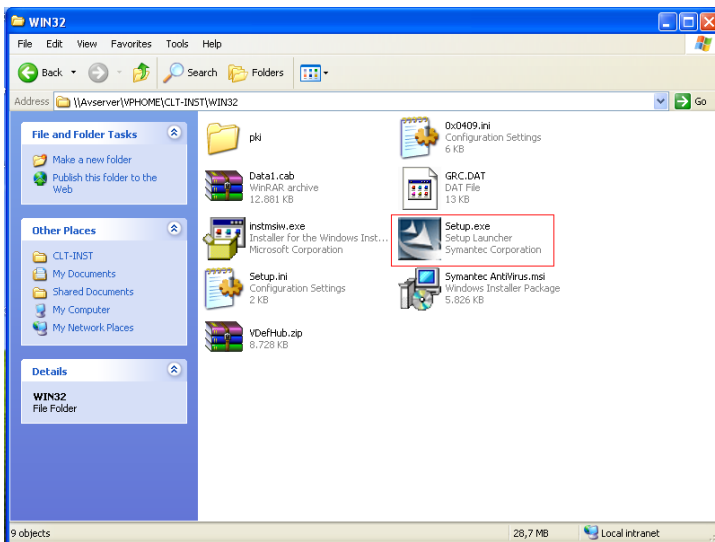 WIN32
File Edit View Favorites Tools Help
Back Search Folders
Address \\Avserver\VPHOME\CLT-INST\WIN32 Go
File and Folder Tasks
Make a new folder
Publish this folder to the
Web
Other Places
CLT-INST
My Documents
Shared Documents
My Computer
My Network Places
Details
WIN32
File Folder
pki
0x0409.ini
Configuration Settings
6 KB
Data1.cab
WinRAR archive
12.881 KB
GRC.DAT
DAT File
13 KB
instmsiw.exe
Installer for the Windows Inst...
Microsoft Corporation
Setup.exe
Setup Launcher
Symantec Corporation
Setup.ini
Configuration Settings
2 KB
Symantec AntiVirus.msi
Windows Installer Package
5.826 KB
VDefHub.zip
8.728 KB
9 objects 28,7 MB Local intranet